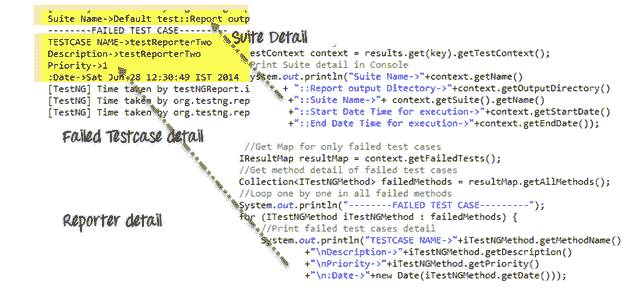 Suite Name->Default test::Report outp
--------FAILED TEST CASE-----
TESTCASE NAME->testReporterTwo
Description->testReporterTwo
Priority->1
:Date->Sat Jun 28 12:30:49 IST 2014
[TestNG] Time taken by testNGReport.i
[TestNG] Time taken by org.testng.rep
[TestNG] Time taken by org.testng.rep
Failed Testcase detail
Reporter detail
Suite Detail
TestContext context = results.get(key).getTestContext();
Print Suite detail in Console
System.out.println("Suite Name->"+context.getName()
+ "::Report output Ditectory->"+context.getOutputDirectory()
+"::Suite Name->"+ context.getSuite().getName()
+"::Start Date Time for execution->"+context.getStartDate()
+"::End Date Time for execution->"+context.getEndDate());
//Get Map for only failed test cases
IResultMap resultMap = context.getFailedTests();
//Get method detail of failed test cases
Collection<ITestNGMethod> failedMethods = resultMap.getAllMethods();
//Loop one by one in all failed methods
System.out.println("--------FAILED TEST CASE---------");
for (ITestNGMethod iTestNGMethod : failedMethods) {
//Print failed test cases detail
System.out.println("TESTCASE NAME->"+iTestNGMethod.getMethodName()
+"\nDescription->"+iTestNGMethod.getDescription()
+"\nPriority->"+iTestNGMethod.getPriority()
+"\n:Date->"+new Date(iTestNGMethod.getDate()));